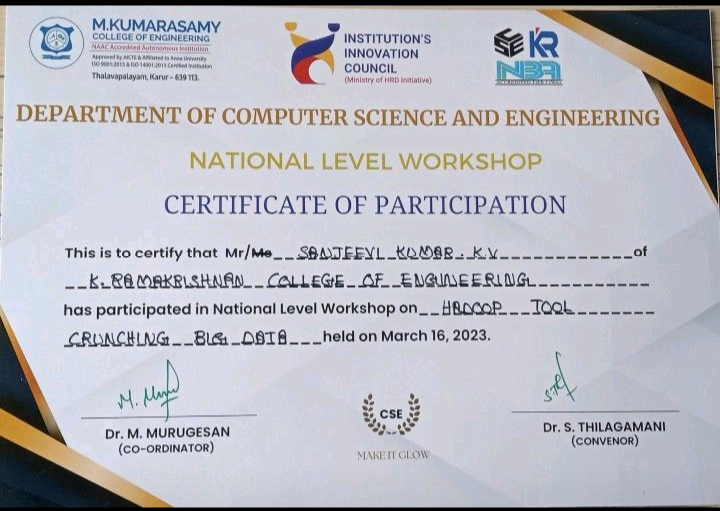 M.KUMARASAMY
COLLEGE OF ENGINEERING
NAAC Accredited Autonomous Institution
Approved by AICTE & Affiliated to Anna University
ISO 9001:2015 & ISO 14001:2015 Certified Institution
Thalavapalayam, Karur - 639 113.
INSTITUTION'S
INNOVATION
COUNCIL
(Ministry of HRD Initiative)
KR
NBA
DEPARTMENT OF COMPUTER SCIENCE AND ENGINEERING
NATIONAL LEVEL WORKSHOP
CERTIFICATE OF PARTICIPATION
This is to certify that Mr/Ms SANJEEVI KUMAR. K.V of
K. RAMAKRISHNAN COLLEGE OF ENGINEERING
has participated in National Level Workshop on HADOOP TOOL
CRUNCHING BIG DATA held on March 16, 2023.
Dr. M. MURUGESAN
(CO-ORDINATOR)
CSE
MAKE IT GLOW
Dr. S. THILAGAMANI
(CONVENOR)